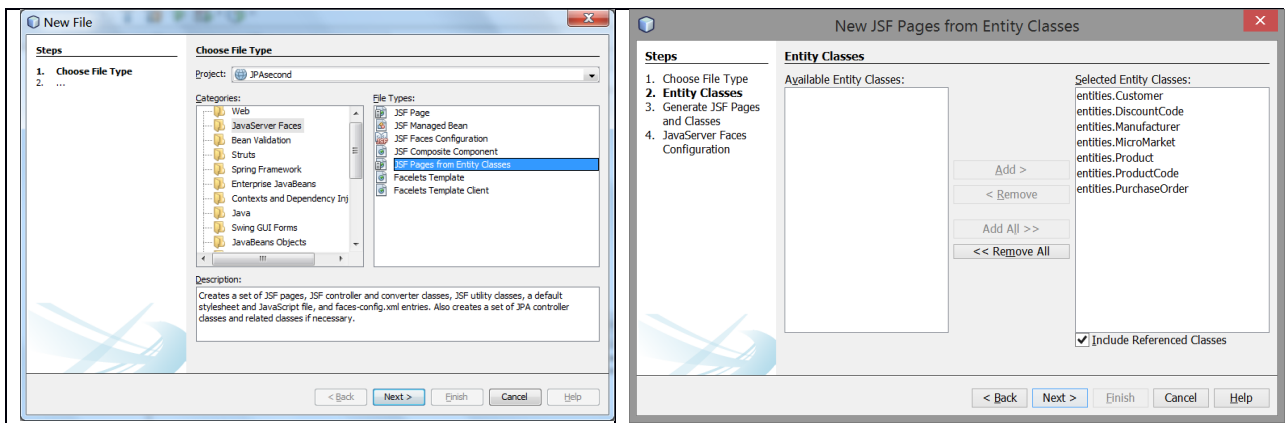 New File
Steps
1. Choose File Type
2. ...
Choose File Type
Project: JPAsecond
Categories:
Web
JavaServer Faces
Bean Validation
Struts
Spring Framework
Enterprise JavaBeans
Contexts and Dependency Inj
Java
Swing GUI Forms
JavaBeans Objects
File Types:
JSF Page
JSF Managed Bean
JSF Faces Configuration
JSF Composite Component
JSF Pages from Entity Classes
Facelets Template
Facelets Template Client
Description:
Creates a set of JSF pages, JSF controller and converter classes, JSF utility classes, a default
stylesheet and JavaScript file, and faces-config.xml entries. Also creates a set of JPA controller
classes and related classes if necessary.
< Back Next > Finish Cancel Help
New JSF Pages from Entity Classes
Steps
1. Choose File Type
2. Entity Classes
3. Generate JSF Pages
and Classes
4. JavaServer Faces
Configuration
Entity Classes
Available Entity Classes:
Add >
< Remove
Add All >>
<< Remove All
Selected Entity Classes:
entities.Customer
entities.DiscountCode
entities.Manufacturer
entities.MicroMarket
entities.Product
entities.ProductCode
entities.PurchaseOrder
Include Referenced Classes
< Back Next > Finish Cancel Help